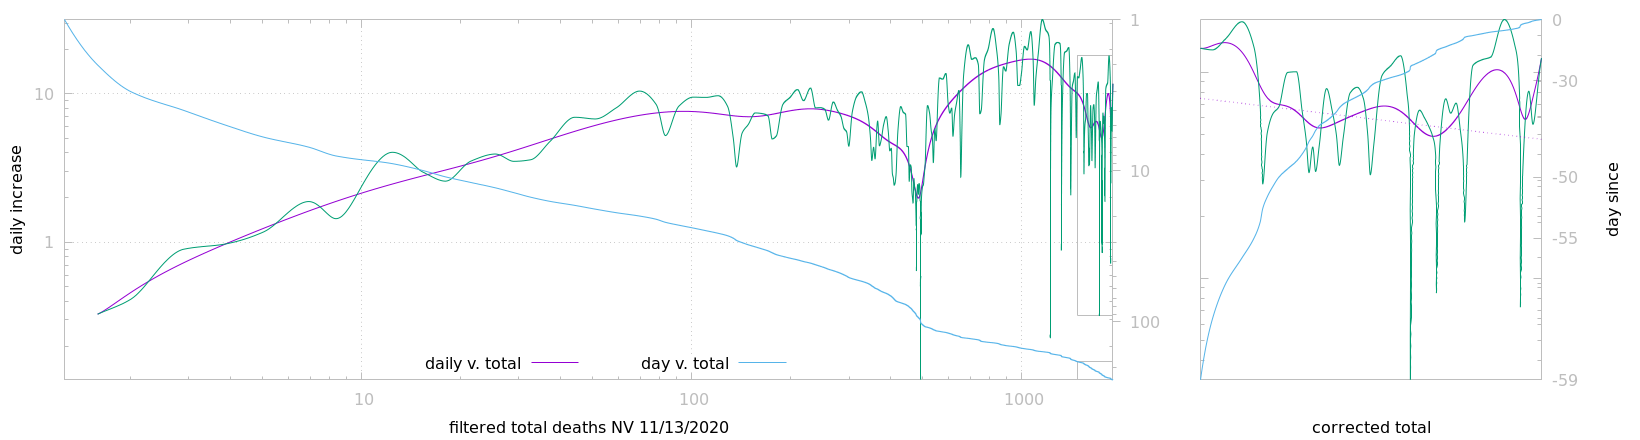 1
0
10
-30
daily increase
10
-50
day since
1
-55
100
daily v. total
day v. total
-59
10
100
1000
filtered total deaths NV 11/13/2020
corrected total